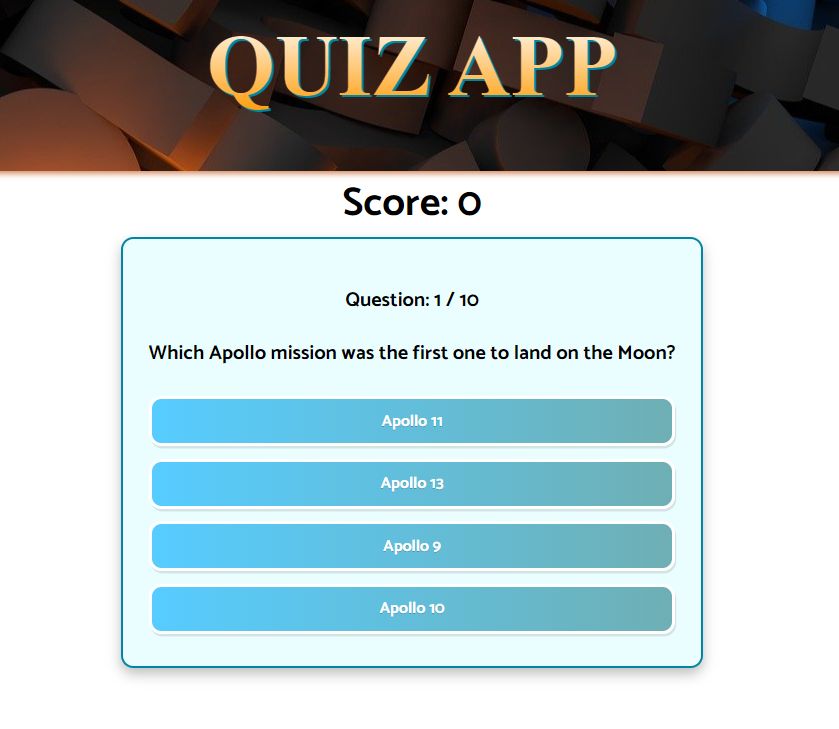 QUIZ APP
Score: 0
Question: 1 / 10
Which Apollo mission was the first one to land on the Moon?
Apollo 11
Apollo 13
Apollo 9
Apollo 10